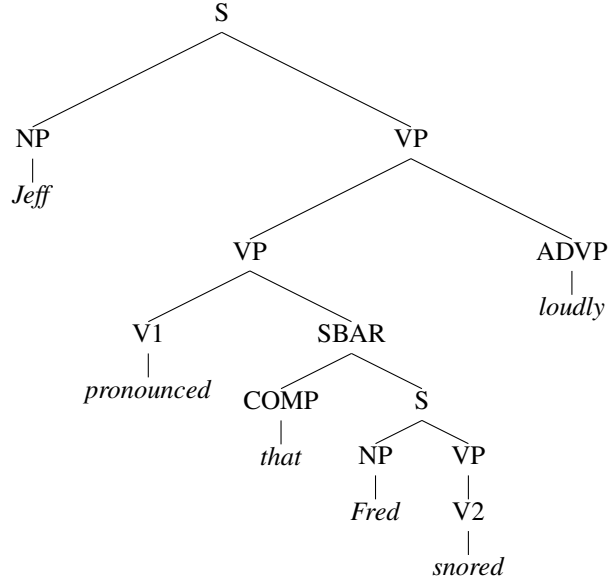 S
NP VP
Jeff
VP ADVP
loudly
V1 SBAR
pronounced
COMP S
that
NP VP
Fred V2
snored